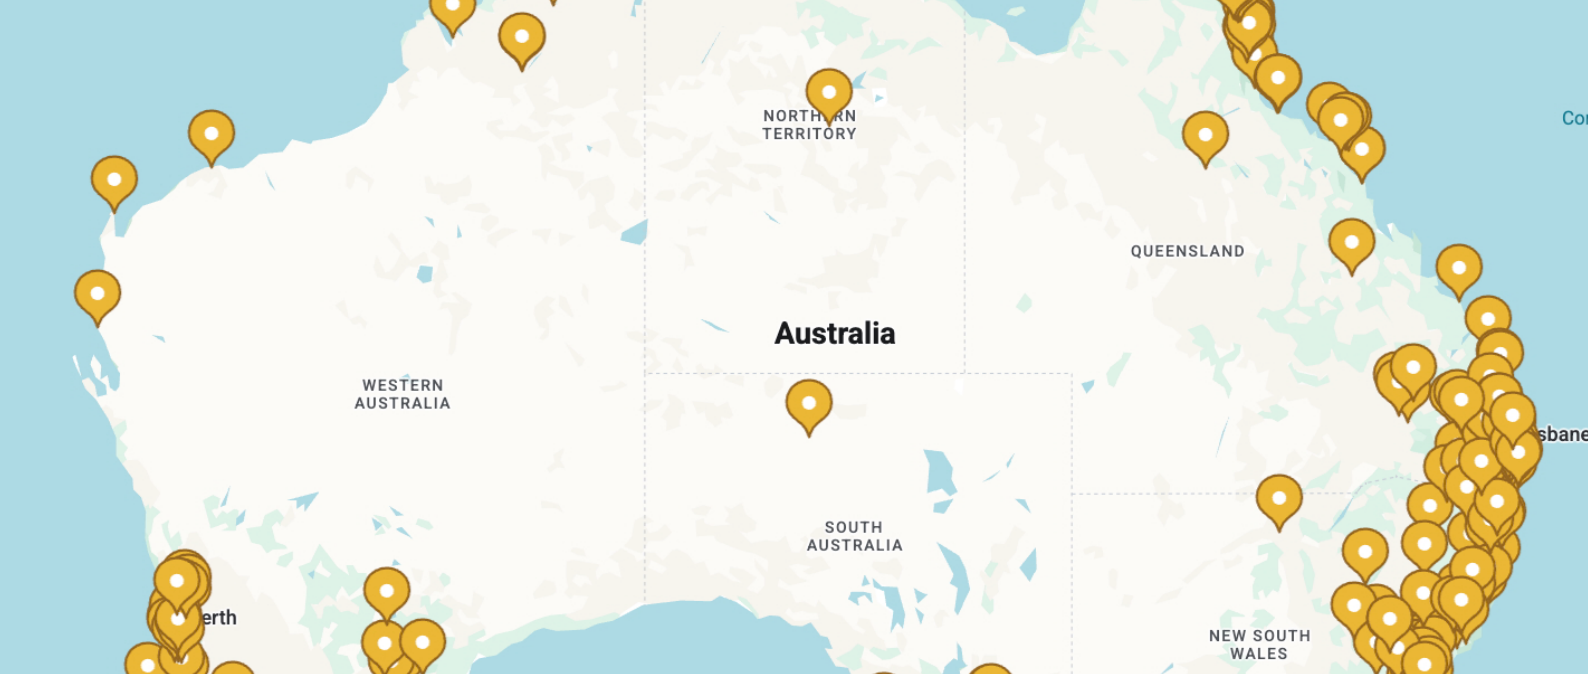 NORTHERN
TERRITORY
QUEENSLAND
Australia
WESTERN
AUSTRALIA
SOUTH
AUSTRALIA
NEW SOUTH
WALES